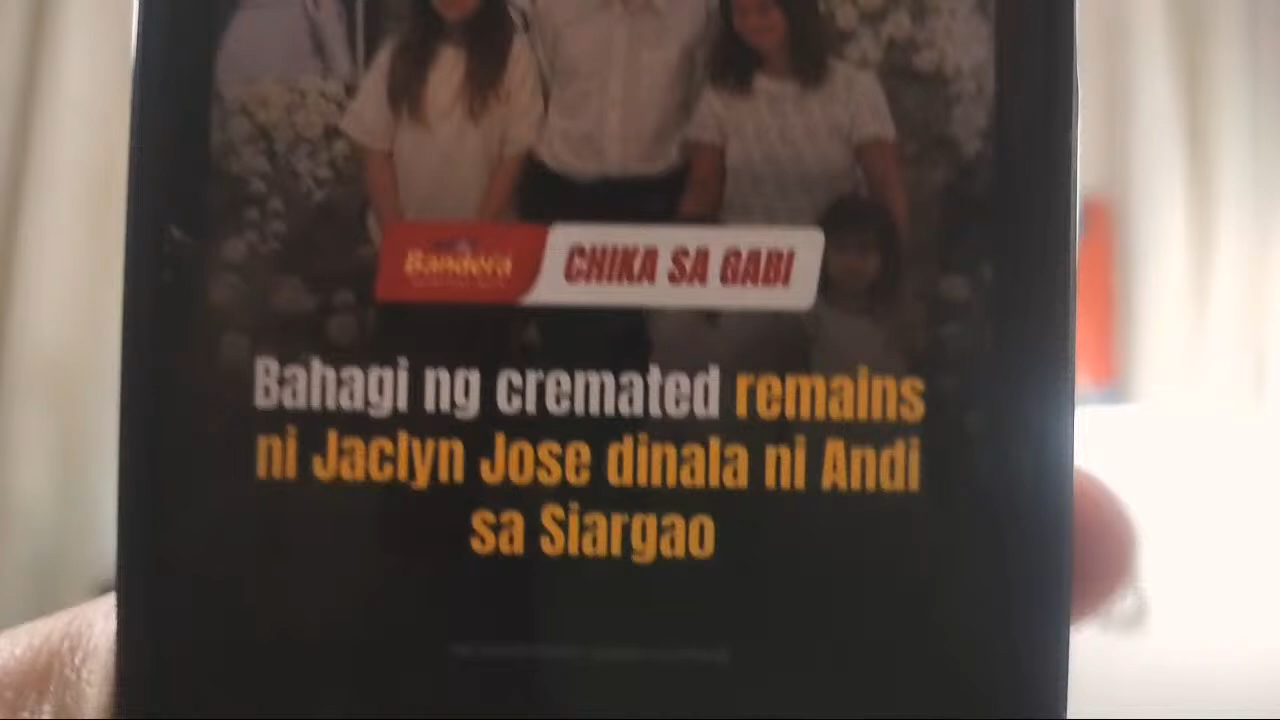 Bandera
CHIKA SA GABI
Bahagi ng cremated remains
ni Jaclyn Jose dinala ni Andi
sa Siargao